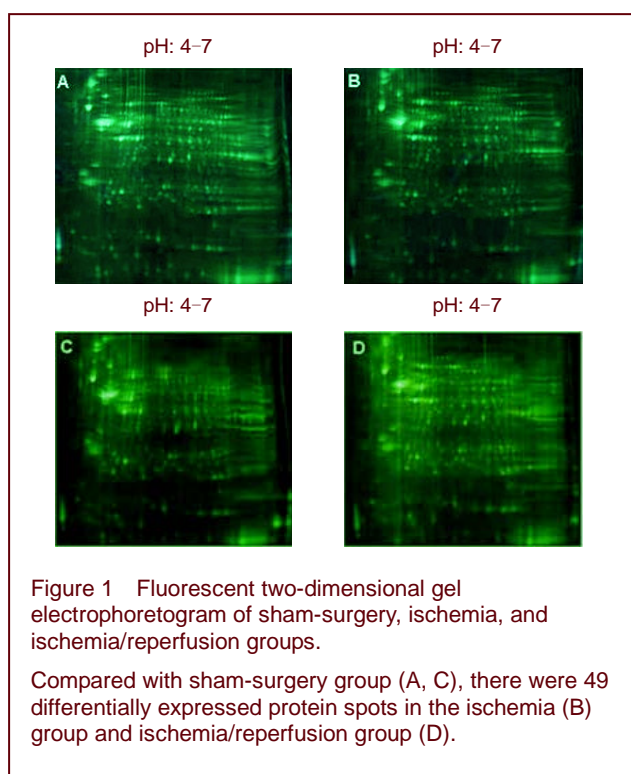 pH: 4−7
pH: 4−7
A
B
pH: 4−7
pH: 4−7
C
D
Figure 1 Fluorescent two-dimensional gel
electrophoretogram of sham-surgery, ischemia, and
ischemia/reperfusion groups.
Compared with sham-surgery group (A, C), there were 49
differentially expressed protein spots in the ischemia (B)
group and ischemia/reperfusion group (D).